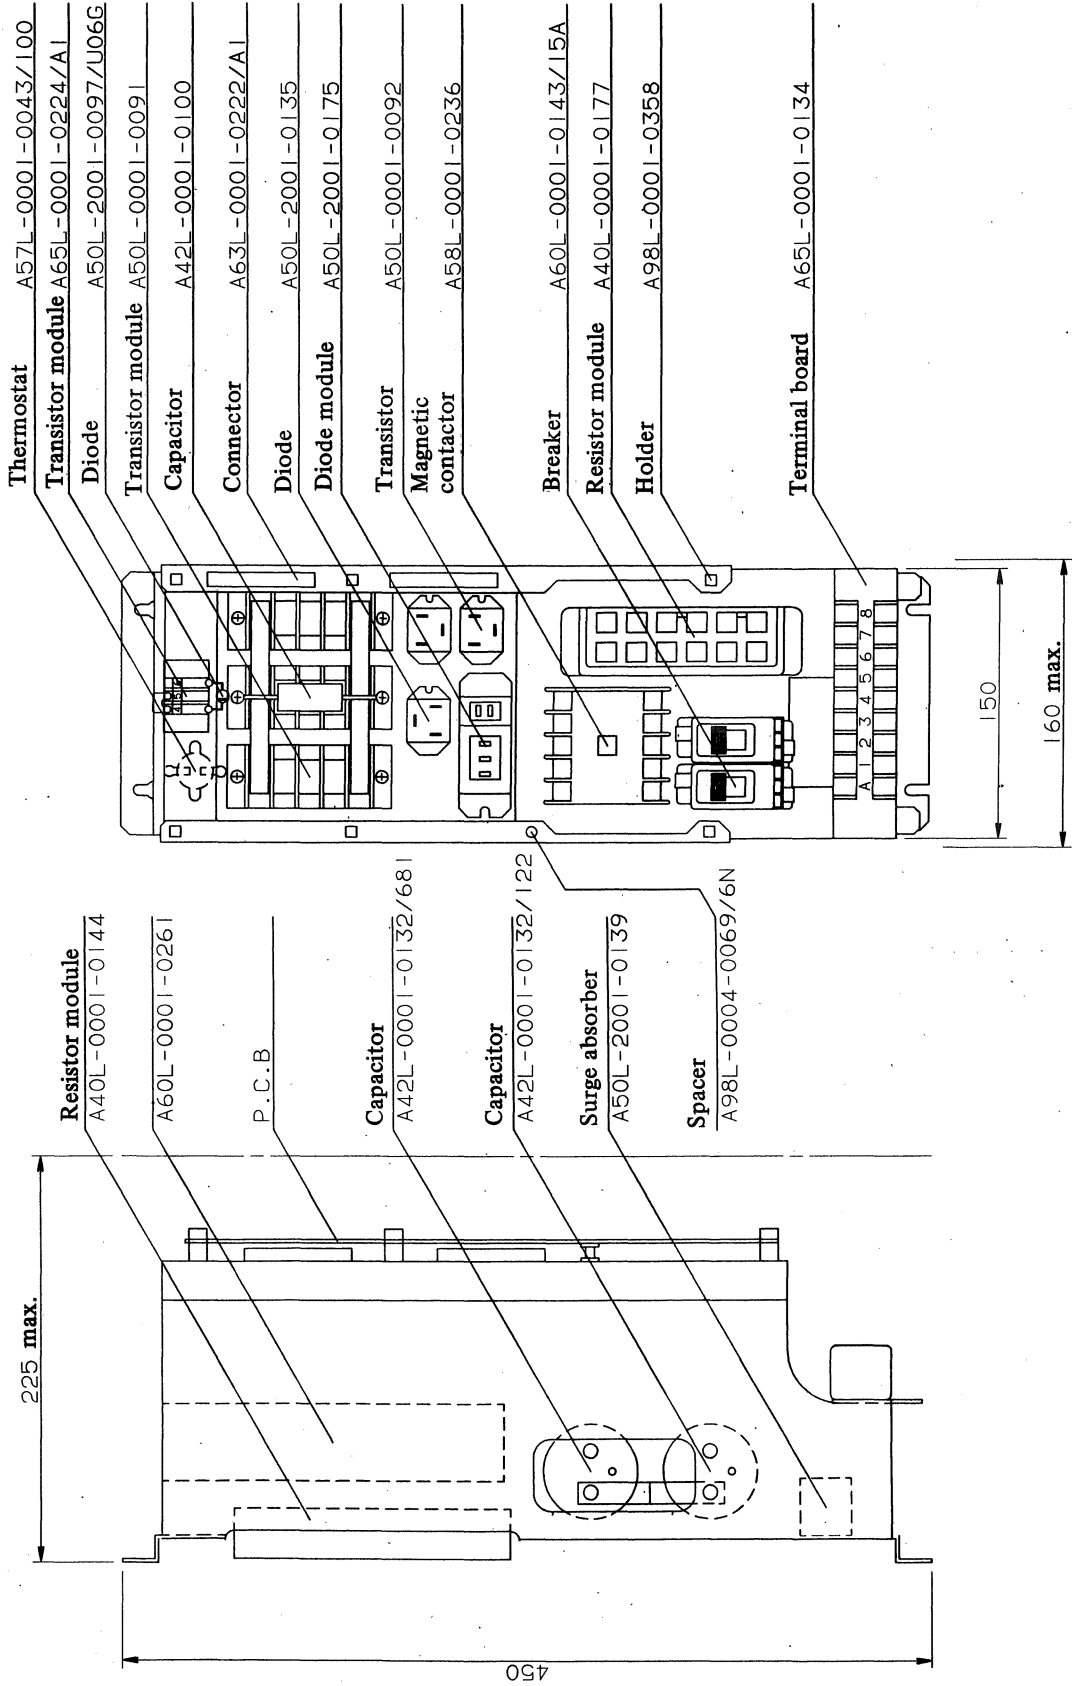 Thermostat A57L-0001-0043/100
Transistor module A65L-0001-0224/A1
Diode A50L-2001-0097/U06G
Transistor module A50L-0001-0091
Capacitor A42L-0001-0100
Connector A63L-0001-0222/A1
Diode A50L-2001-0135
Diode module A50L-2001-0175
Transistor A50L-0001-0092
Magnetic
contactor A58L-0001-0236
Breaker A60L-0001-0143/15A
Resistor module A40L-0001-0177
Holder A98L-0001-0358
Terminal board A65L-0001-0134
A 1 2 3 4 5 6 7 8
150
160 max.
Resistor module
A40L-0001-0144
A60L-0001-0261
P.C.B
Capacitor
A42L-0001-0132/681
Capacitor
A42L-0001-0132/122
Surge absorber
A50L-2001-0139
Spacer
A98L-0004-0069/6N
225 max.
450